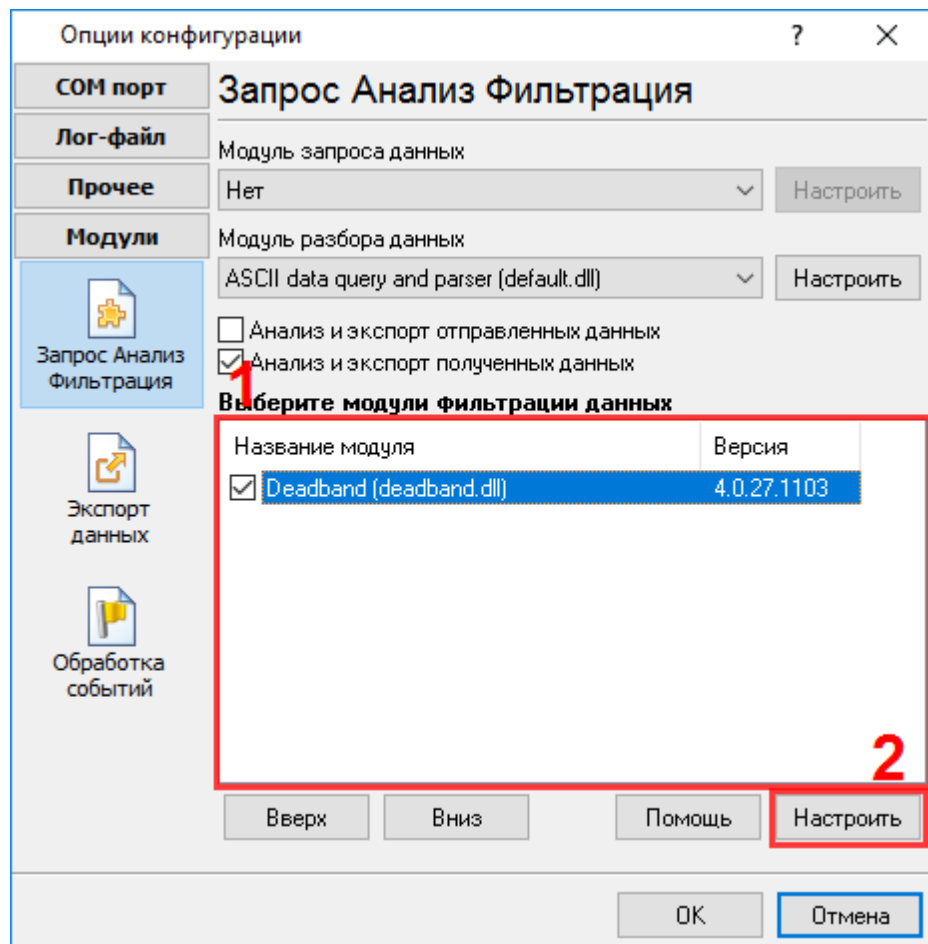 Опции конфигурации
?
COM порт
Лог-файл
Прочее
Модули
Запрос Анализ
Фильтрация
Экспорт
данных
Обработка
событий
Запрос Анализ Фильтрация
Модуль запроса данных
Нет
Настроить
Модуль разбора данных
ASCII data query and parser (default.dll)
Настроить
Анализ и экспорт отправленных данных
Анализ и экспорт полученных данных
1
Выберите модули фильтрации данных
Название модуля Версия
Deadband (deadband.dll) 4.0.27.1103
2
Вверх Вниз Помощь Настроить
OK Отмена